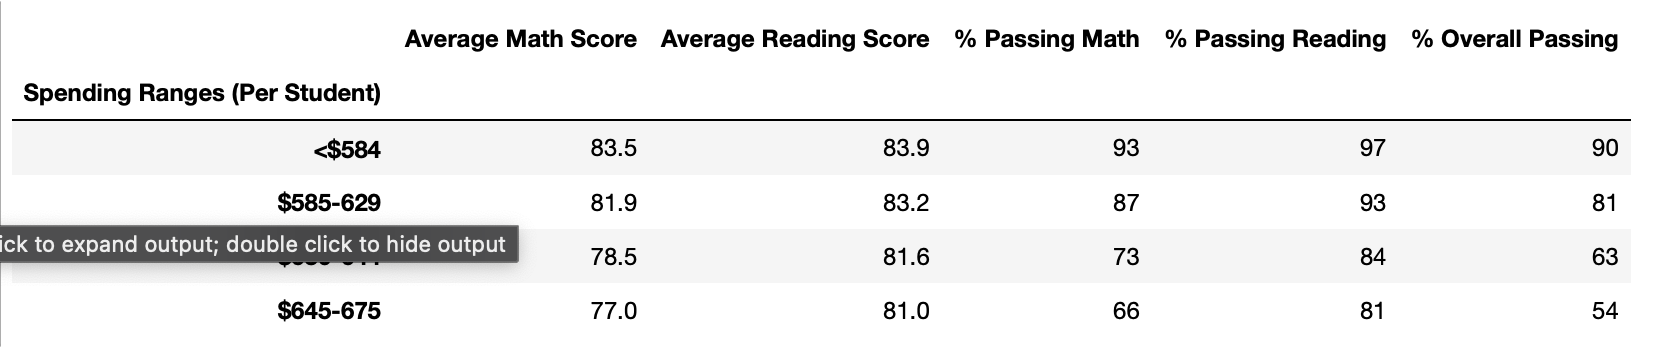 Average Math Score Average Reading Score % Passing Math % Passing Reading % Overall Passing
Spending Ranges (Per Student)
<$584 83.5 83.9 93 97 90
$585-629 81.9 83.2 87 93 81
ick to expand output; double click to hide output
78.5 81.6 73 84 63
$645-675 77.0 81.0 66 81 54